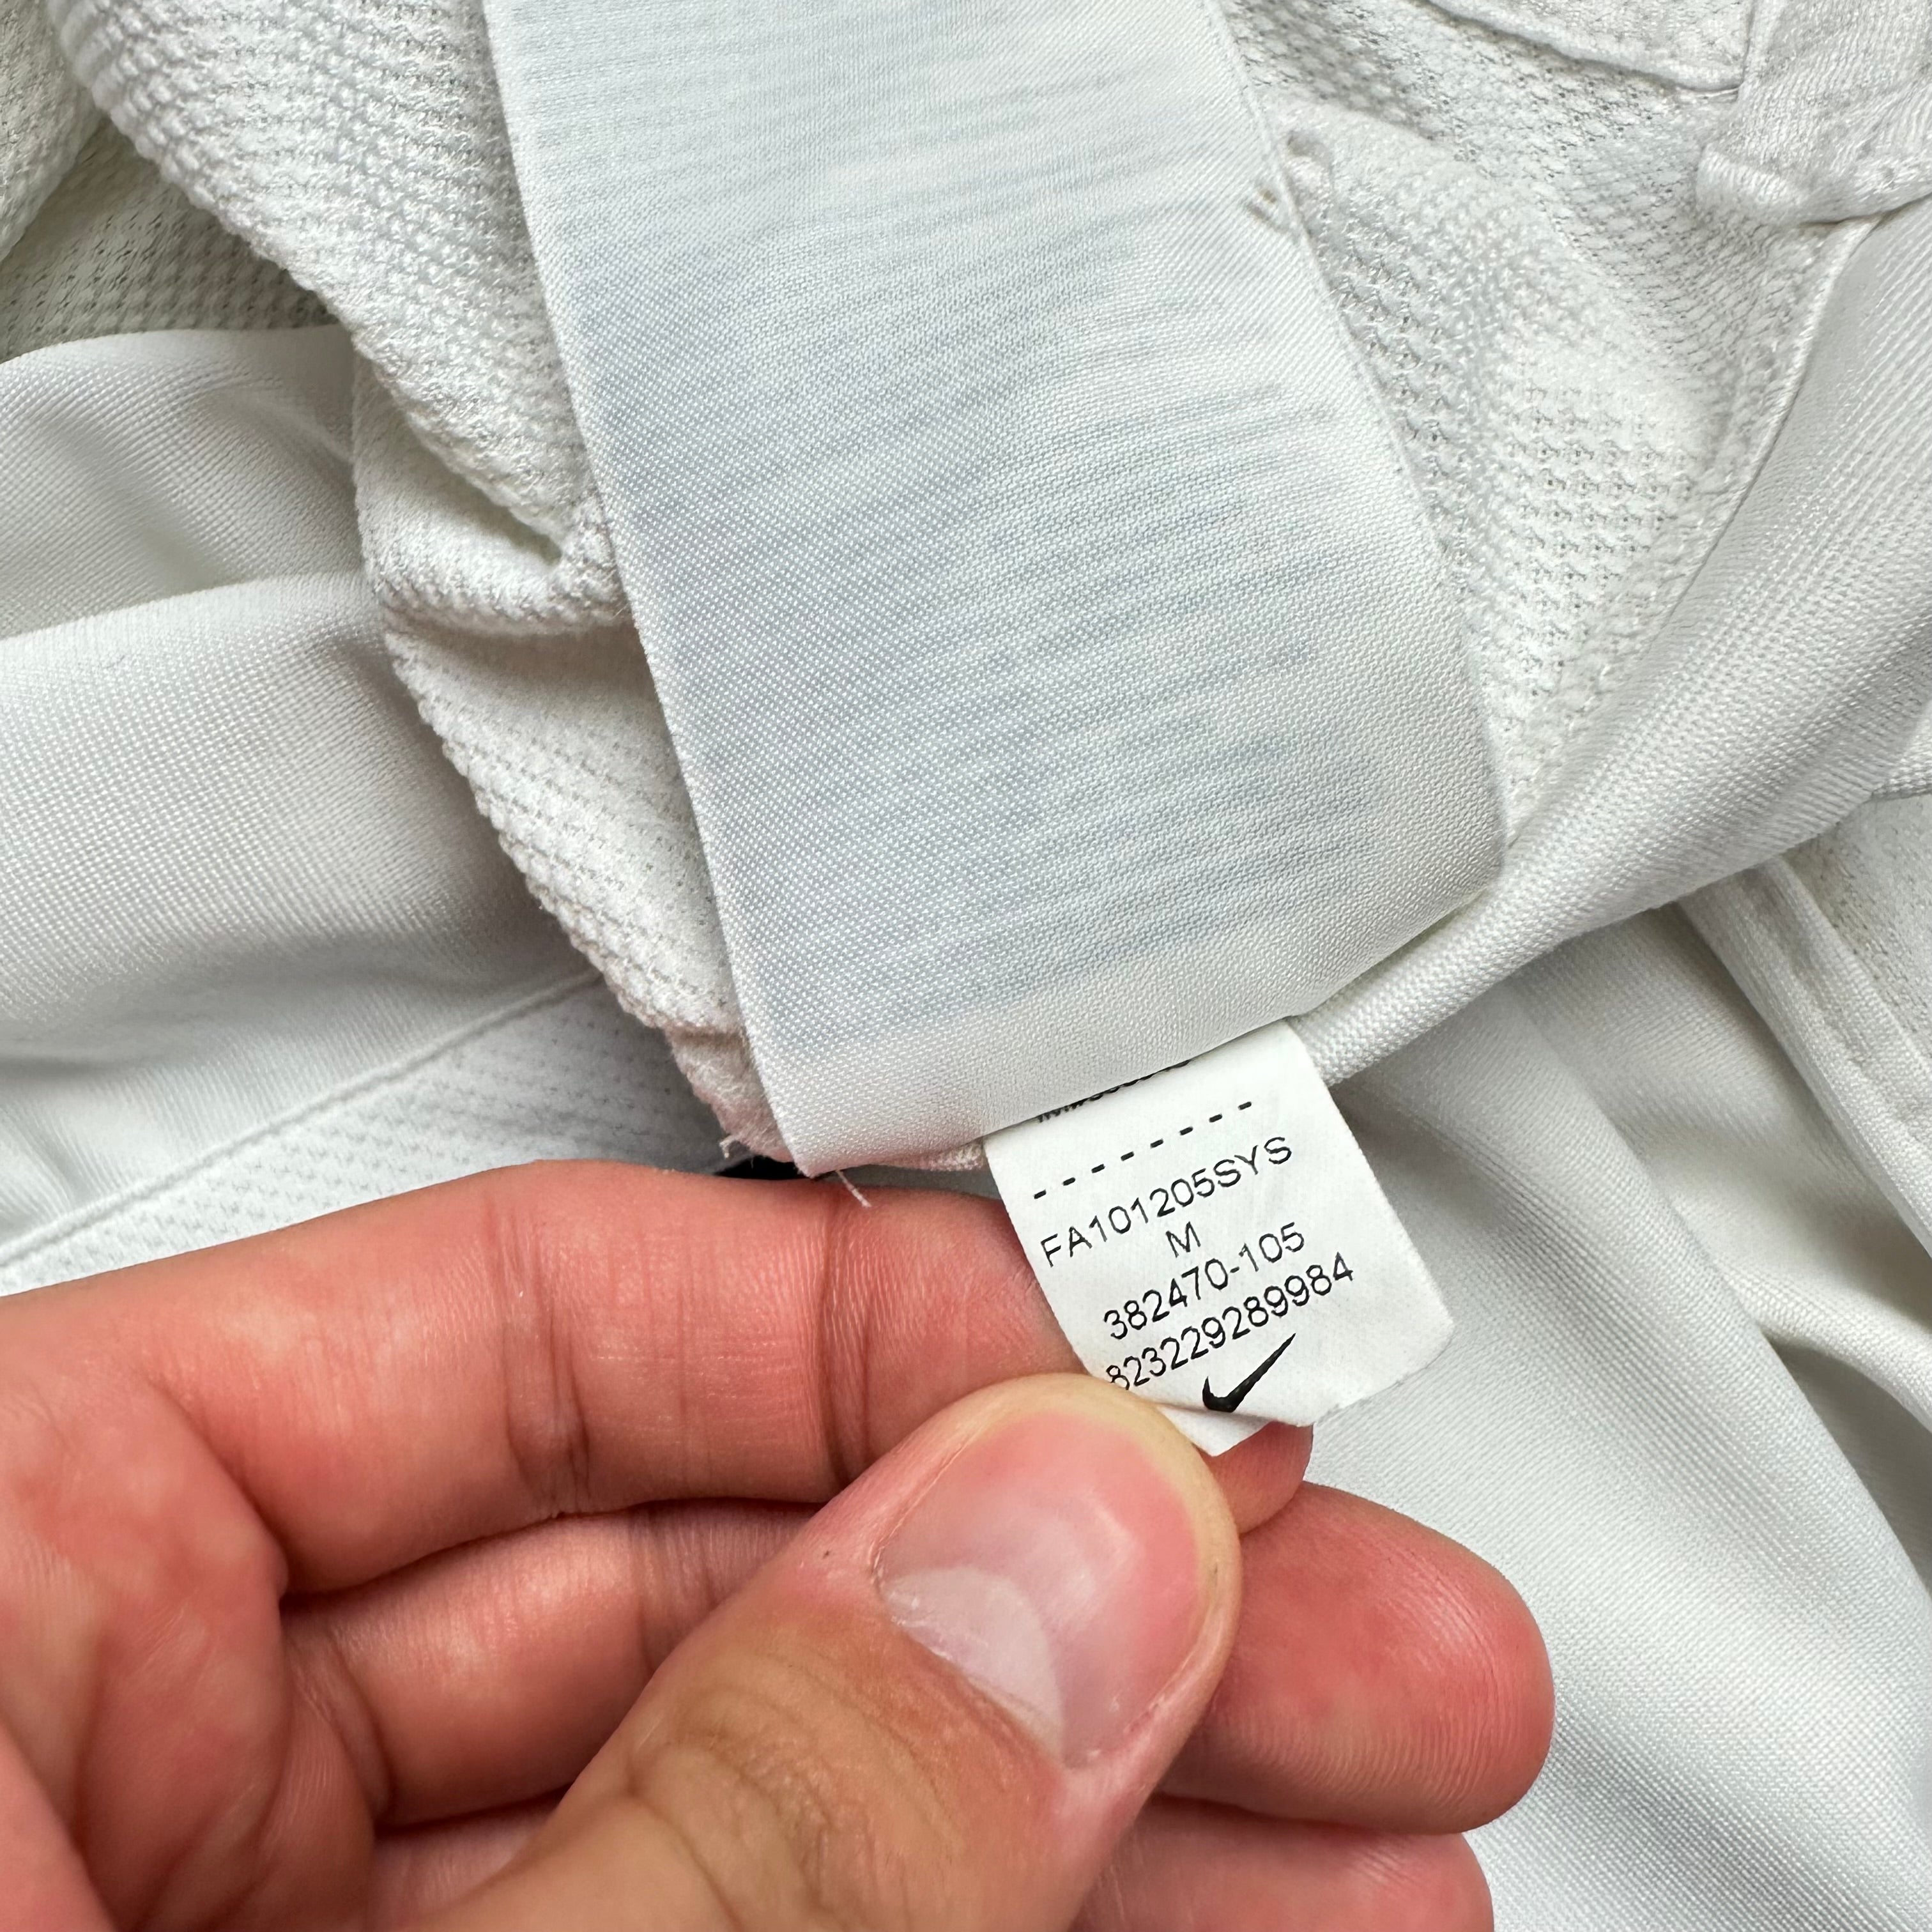 - - - - - - -
FA101205SYS
M
382470-105
823229289984